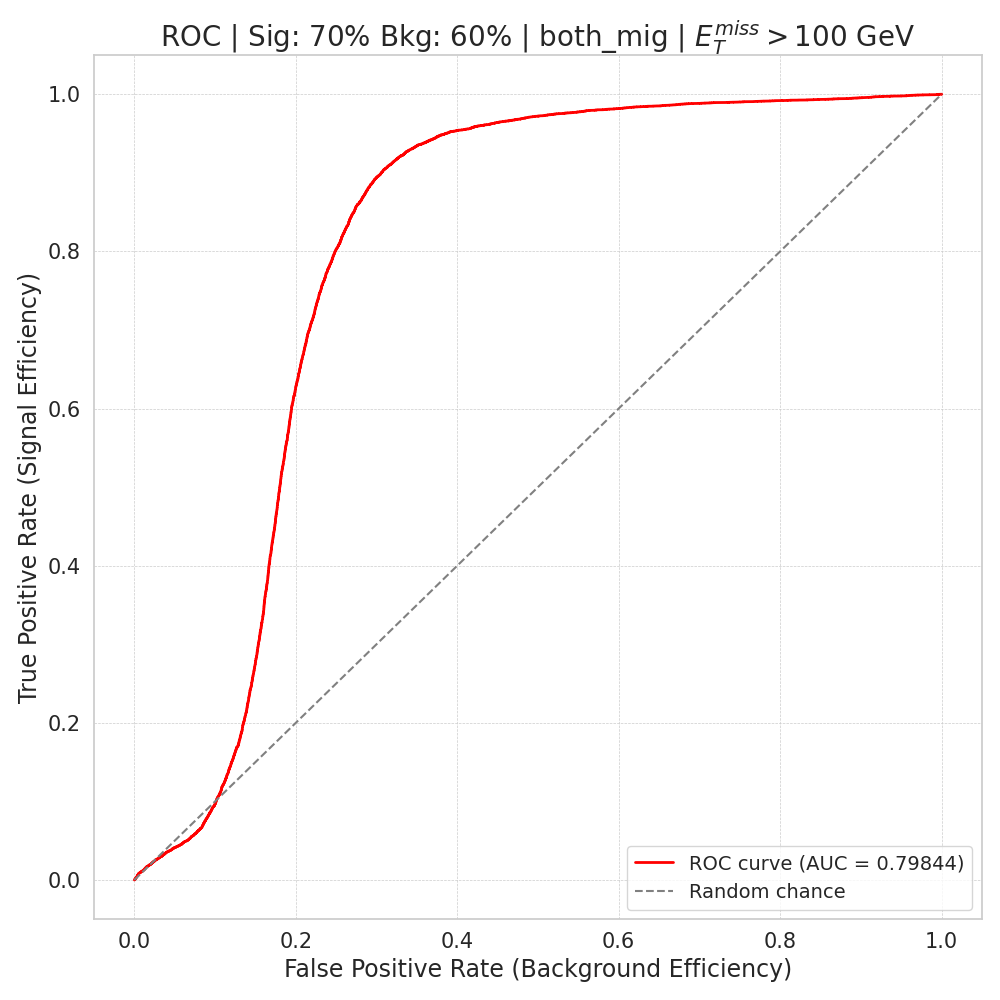 ROC | Sig: 70% Bkg: 60% | both_mig | $E_T^{miss} > 100$ GeV
1.0
0.8
0.6
0.4
0.2
0.0
True Positive Rate (Signal Efficiency)
ROC curve (AUC = 0.79844)
Random chance
0.0 0.2 0.4 0.6 0.8 1.0
False Positive Rate (Background Efficiency)